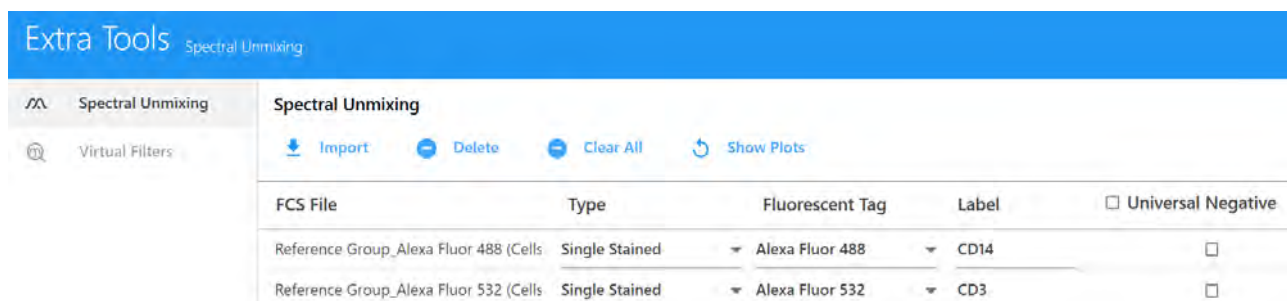 Extra Tools Spectral Unmixing
Spectral Unmixing
Virtual Filters
Spectral Unmixing
Import Delete Clear All Show Plots
FCS File Type Fluorescent Tag Label Universal Negative
Reference Group_Alexa Fluor 488 (Cells Single Stained Alexa Fluor 488 CD14
Reference Group_Alexa Fluor 532 (Cells Single Stained Alexa Fluor 532 CD3